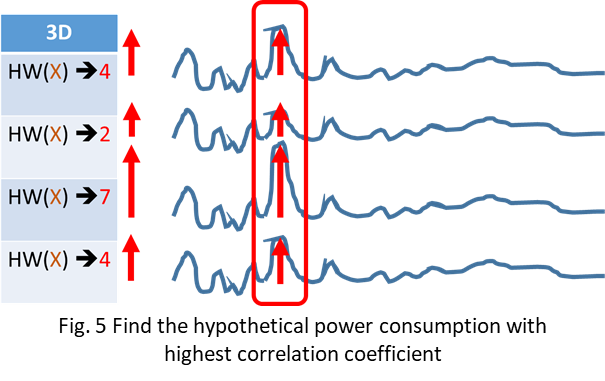 3D
HW(X) ➔4
HW(X) ➔2
HW(X) ➔7
HW(X) ➔4
Fig. 5 Find the hypothetical power consumption with
highest correlation coefficient